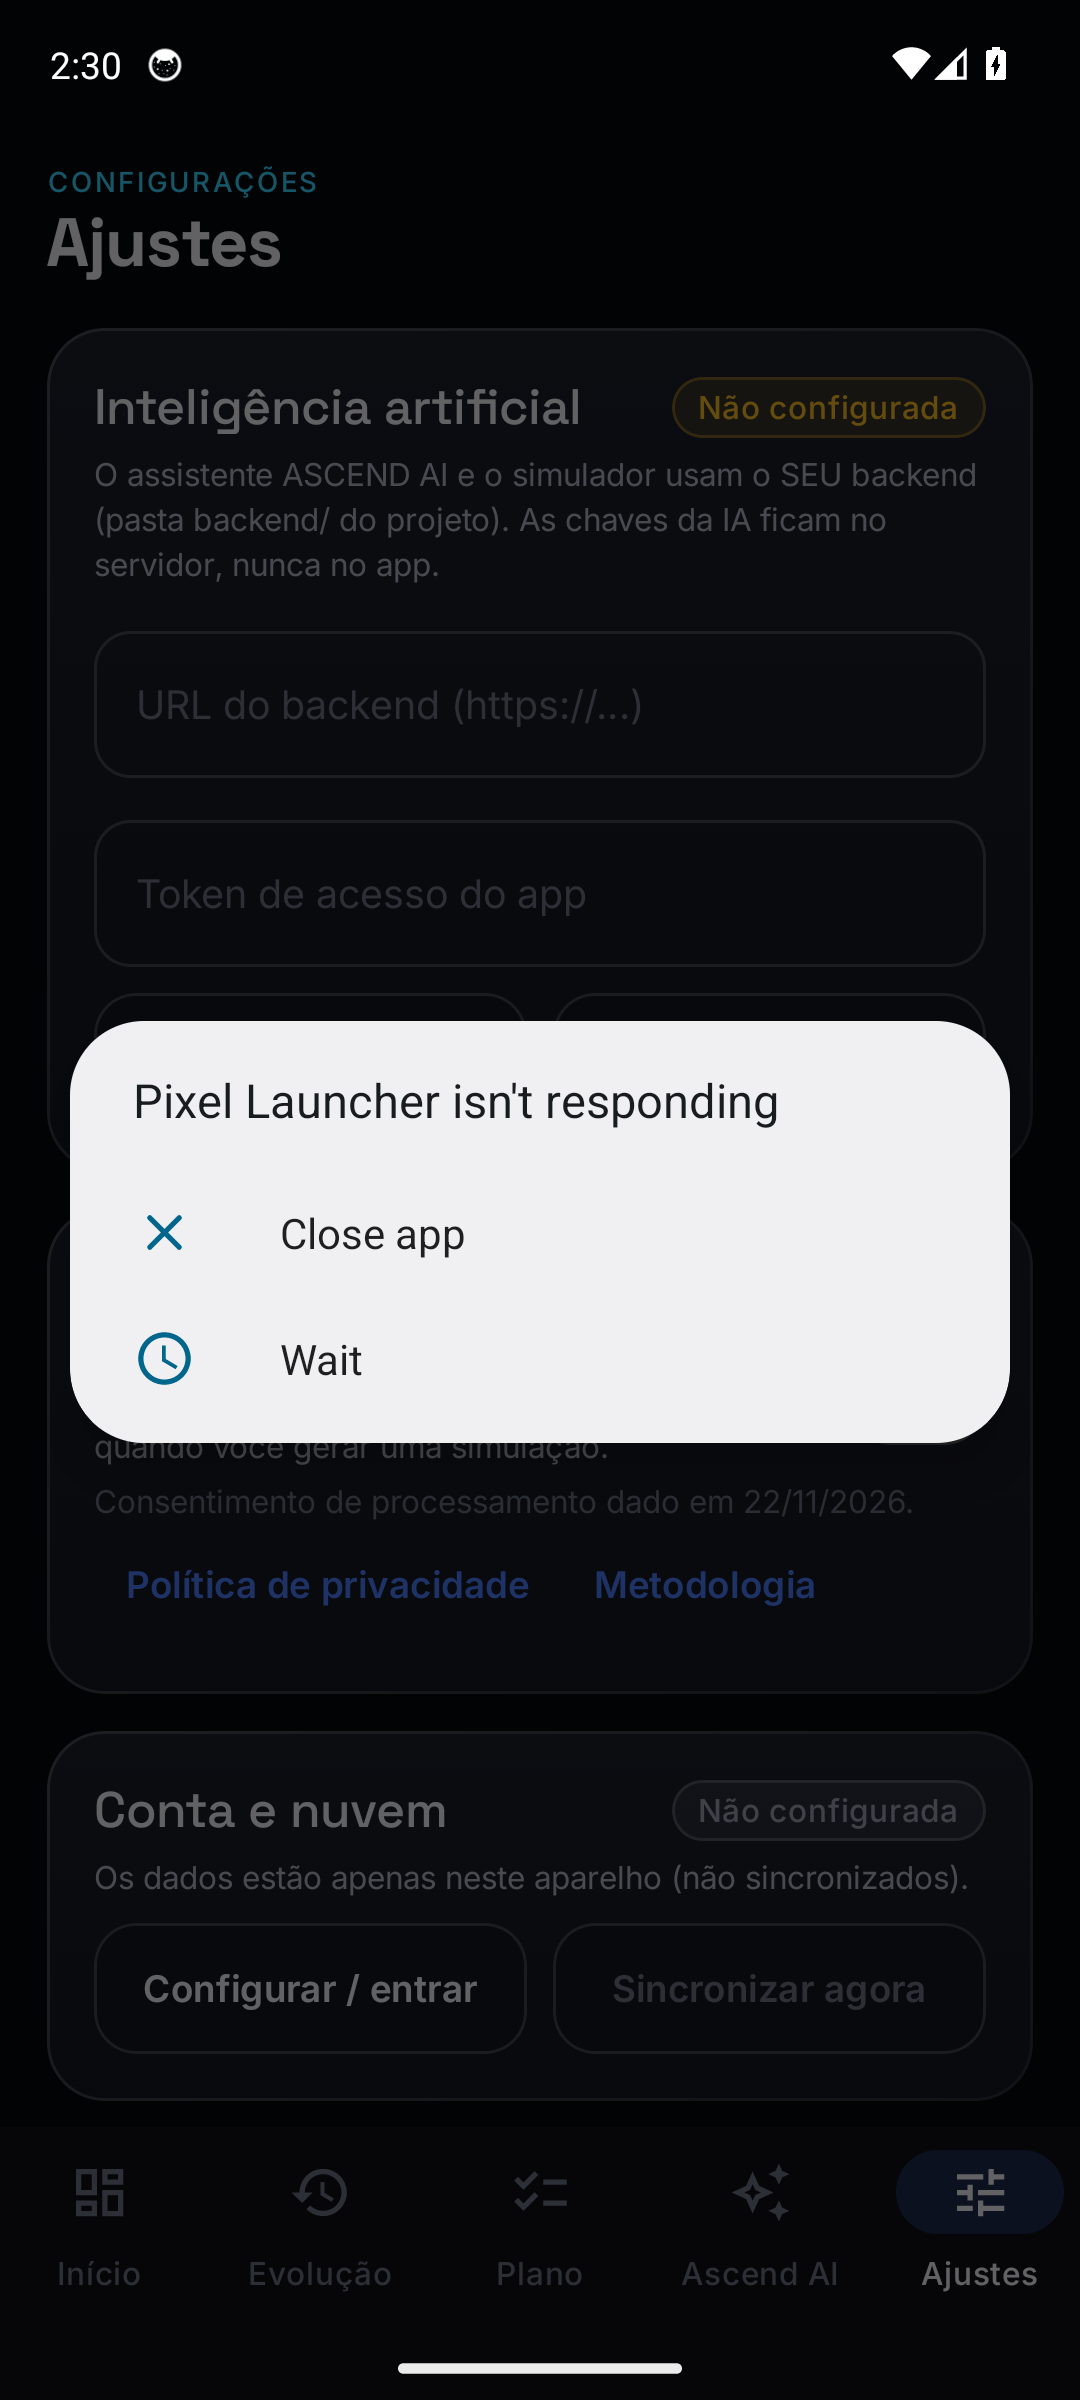 2:30
CONFIGURAÇÕES
Ajustes
Inteligência artificial
Não configurada
O assistente ASCEND AI e o simulador usam o SEU backend
(pasta backend/ do projeto). As chaves da IA ficam no
servidor, nunca no app.
URL do backend (https://...)
Token de acesso do app
Pixel Launcher isn't responding
Close app
Wait
quando você gerar uma simulação.
Consentimento de processamento dado em 22/11/2026.
Política de privacidade
Metodologia
Conta e nuvem
Não configurada
Os dados estão apenas neste aparelho (não sincronizados).
Configurar / entrar
Sincronizar agora
Início
Evolução
Plano
Ascend AI
Ajustes